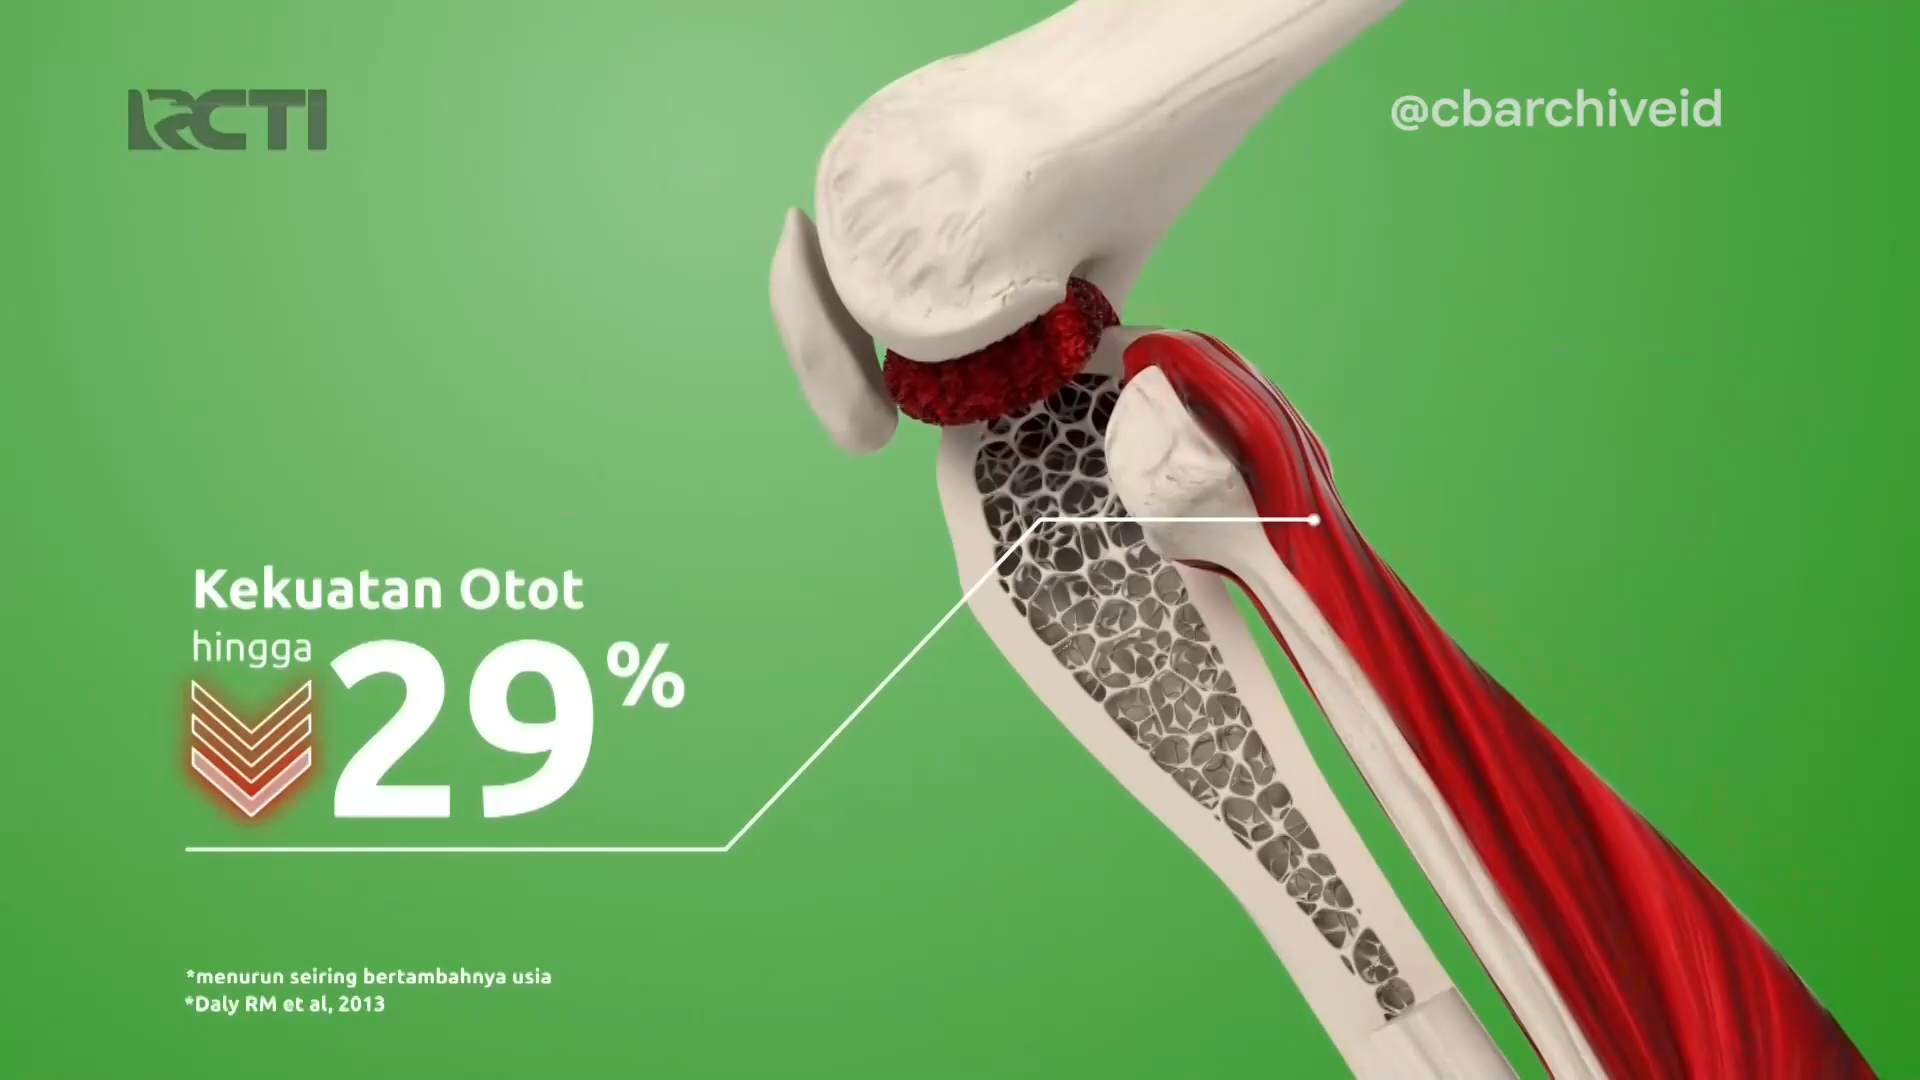 RCTI
@cbarchiveid
Kekuatan Otot
hingga
29%
*menurun seiring bertambahnya usia
*Daly RM et al, 2013